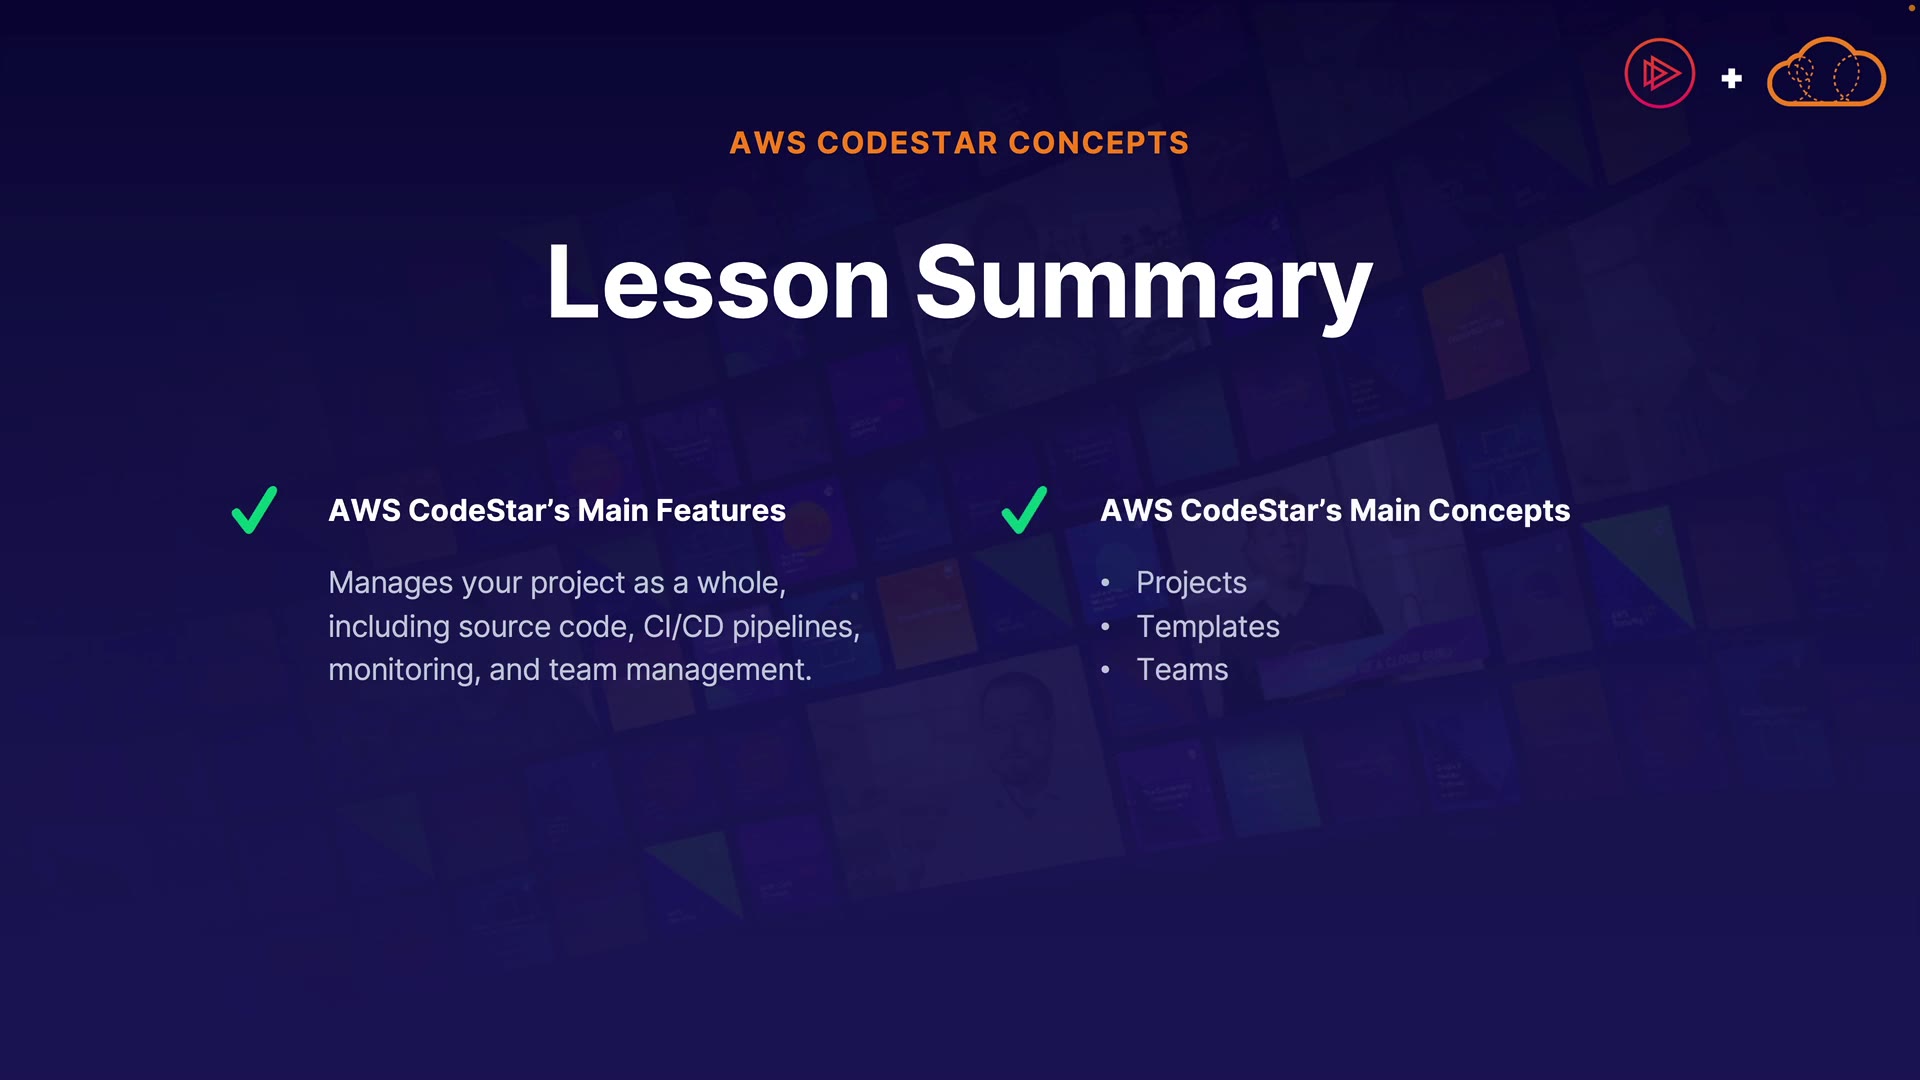 AWS CODESTAR CONCEPTS
Lesson Summary
AWS CodeStar’s Main Features
Manages your project as a whole,
including source code, CI/CD pipelines,
monitoring, and team management.
AWS CodeStar’s Main Concepts
• Projects
• Templates
• Teams